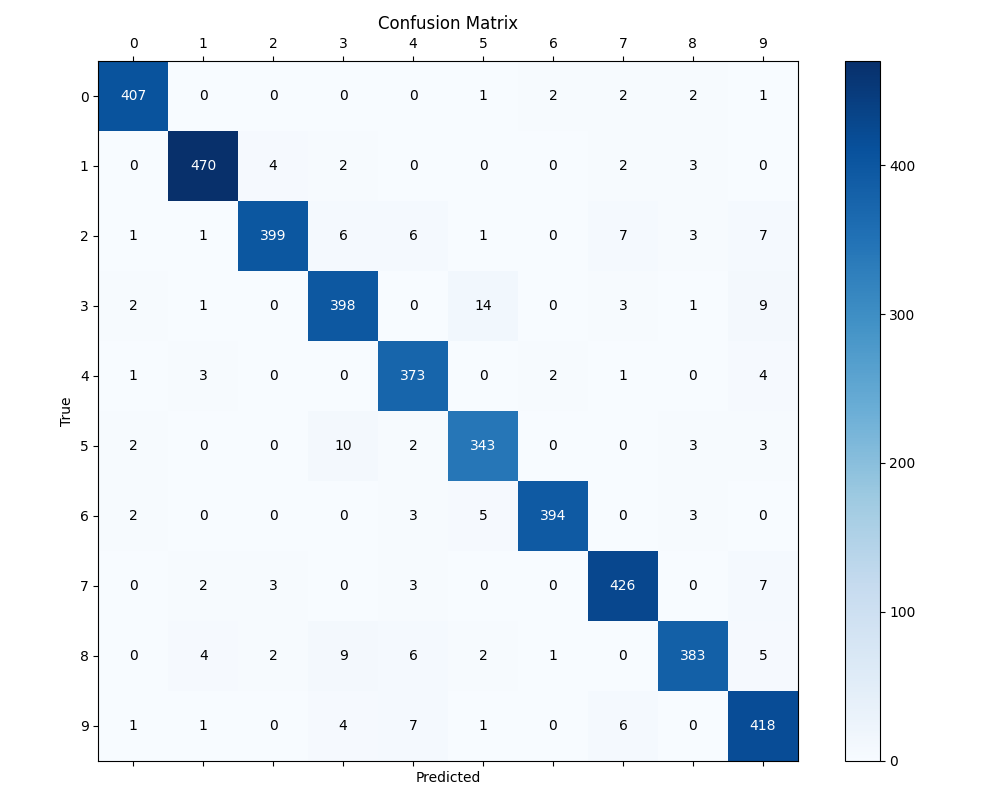 Confusion Matrix
0 1 2 3 4 5 6 7 8 9
0 407 0 0 0 0 1 2 2 2 1
1 0 470 4 2 0 0 0 2 3 0
2 1 1 399 6 6 1 0 7 3 7
3 2 1 0 398 0 14 0 3 1 9
4 1 3 0 0 373 0 2 1 0 4
5 2 0 0 10 2 343 0 0 3 3
6 2 0 0 0 3 5 394 0 3 0
7 0 2 3 0 3 0 0 426 0 7
8 0 4 2 9 6 2 1 0 383 5
9 1 1 0 4 7 1 0 6 0 418
True
Predicted
400
300
200
100
0